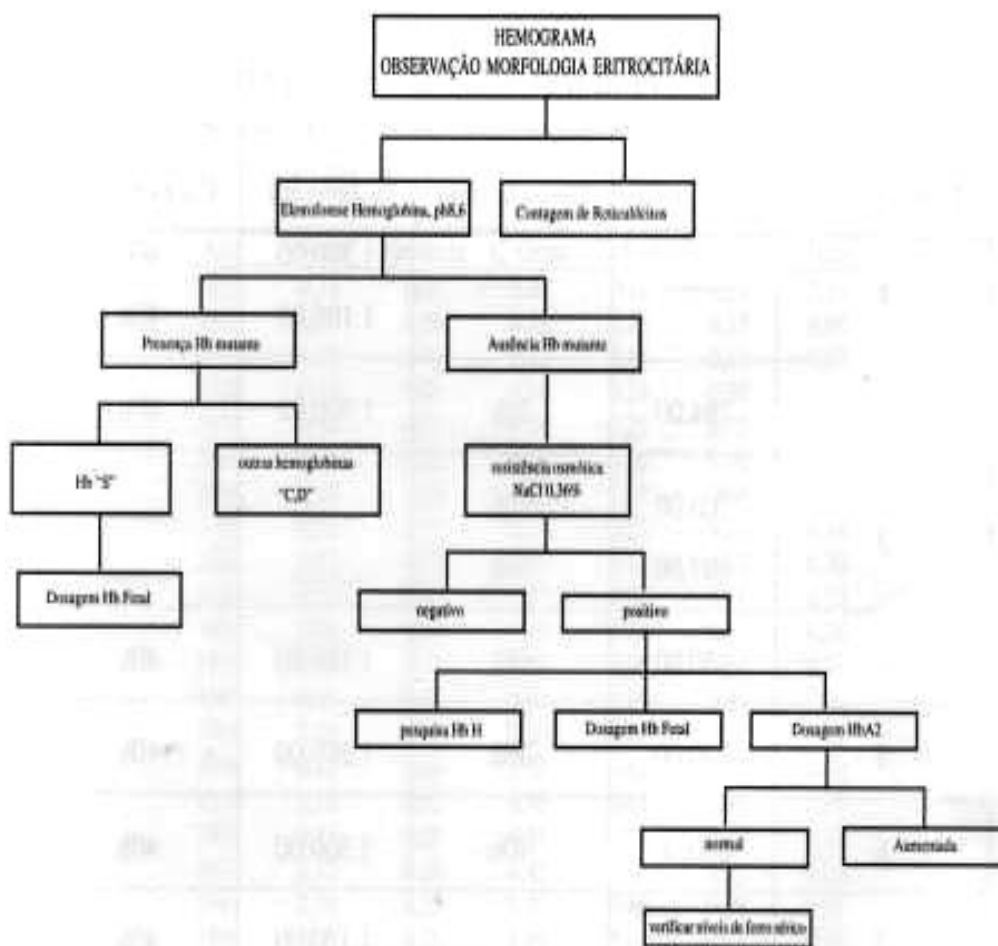 HEMOGRAMA
OBSERVAÇÃO MORFOLOGIA ERITROCITÁRIA
Hemoglobina, ph8,6
Contagem de Reticulócitos
Presença Hb mutante
Ausência Hb mutante
Hb "S"
outras hemoglobinas
"C,D"
resistência osmótica
NaCl 0,36%
Dosagem Hb Fetal
negativo
positivo
pesquisa Hb H
Dosagem Hb Fetal
Dosagem HbA2
normal
Aumentada
verificar níveis de ferro sérico